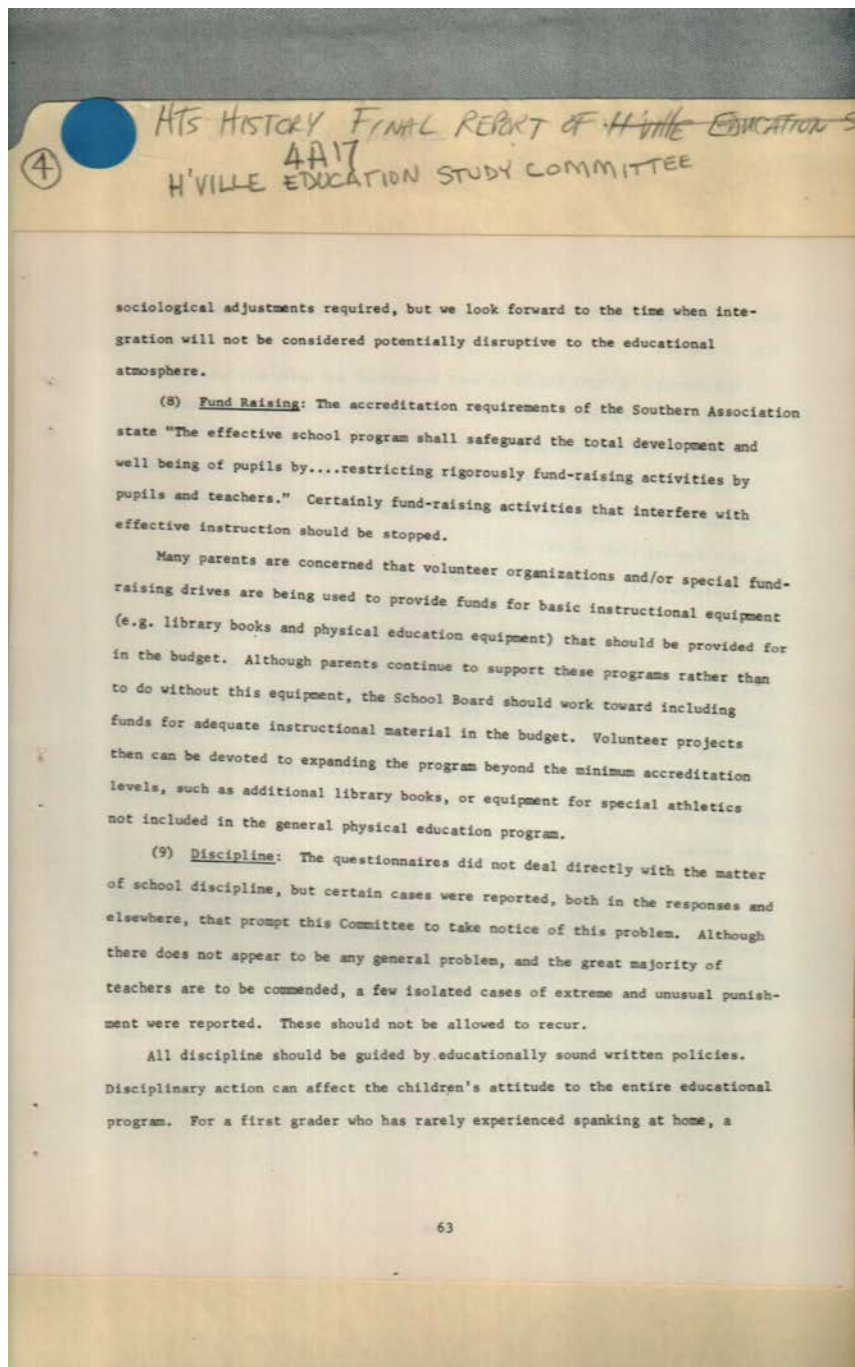 HTS HISTORY FINAL REPORT OF H'VILLE EDUCATION S
4A17
4
H'VILLE EDUCATION STUDY COMMITTEE
sociological adjustments required, but we look forward to the time when inte-
gration will not be considered potentially disruptive to the educational
atmosphere.
(8) Fund Raising: The accreditation requirements of the Southern Association
state "The effective school program shall safeguard the total development and
well being of pupils by....restricting rigorously fund-raising activities by
pupils and teachers." Certainly fund-raising activities that interfere with
effective instruction should be stopped.
Many parents are concerned that volunteer organizations and/or special fund-
raising drives are being used to provide funds for basic instructional equipment
(e.g. library books and physical education equipment) that should be provided for
in the budget. Although parents continue to support these programs rather than
to do without this equipment, the School Board should work toward including
funds for adequate instructional material in the budget. Volunteer projects
then can be devoted to expanding the program beyond the minimum accreditation
levels, such as additional library books, or equipment for special athletics
not included in the general physical education program.
(9) Discipline: The questionnaires did not deal directly with the matter
of school discipline, but certain cases were reported, both in the responses and
elsewhere, that prompt this Committee to take notice of this problem. Although
there does not appear to be any general problem, and the great majority of
teachers are to be commended, a few isolated cases of extreme and unusual punish-
ment were reported. These should not be allowed to recur.
All discipline should be guided by educationally sound written policies.
Disciplinary action can affect the children's attitude to the entire educational
program. For a first grader who has rarely experienced spanking at home, a
63